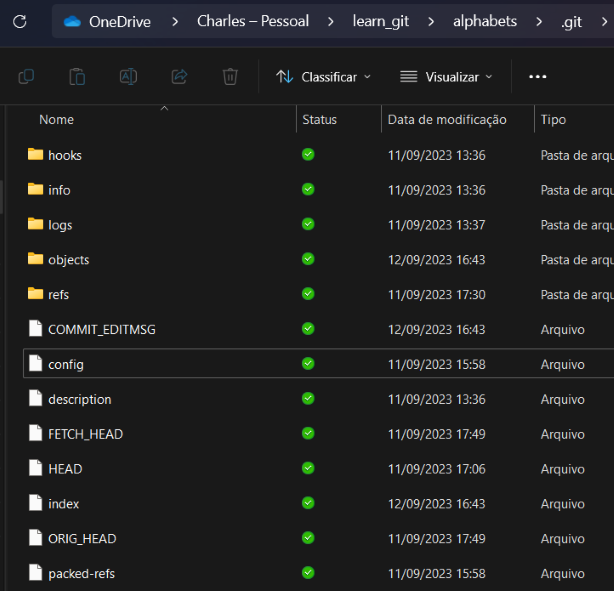 OneDrive > Charles – Pessoal > learn_git > alphabets > .git >
Classificar Visualizar
Nome Status Data de modificação Tipo
hooks 11/09/2023 13:36 Pasta de arqu
info 11/09/2023 13:36 Pasta de arqu
logs 11/09/2023 13:37 Pasta de arqu
objects 12/09/2023 16:43 Pasta de arqu
refs 11/09/2023 17:30 Pasta de arqu
COMMIT_EDITMSG 12/09/2023 16:43 Arquivo
config 11/09/2023 15:58 Arquivo
description 11/09/2023 13:36 Arquivo
FETCH_HEAD 11/09/2023 17:49 Arquivo
HEAD 11/09/2023 17:06 Arquivo
index 12/09/2023 16:43 Arquivo
ORIG_HEAD 11/09/2023 17:49 Arquivo
packed-refs 11/09/2023 15:58 Arquivo